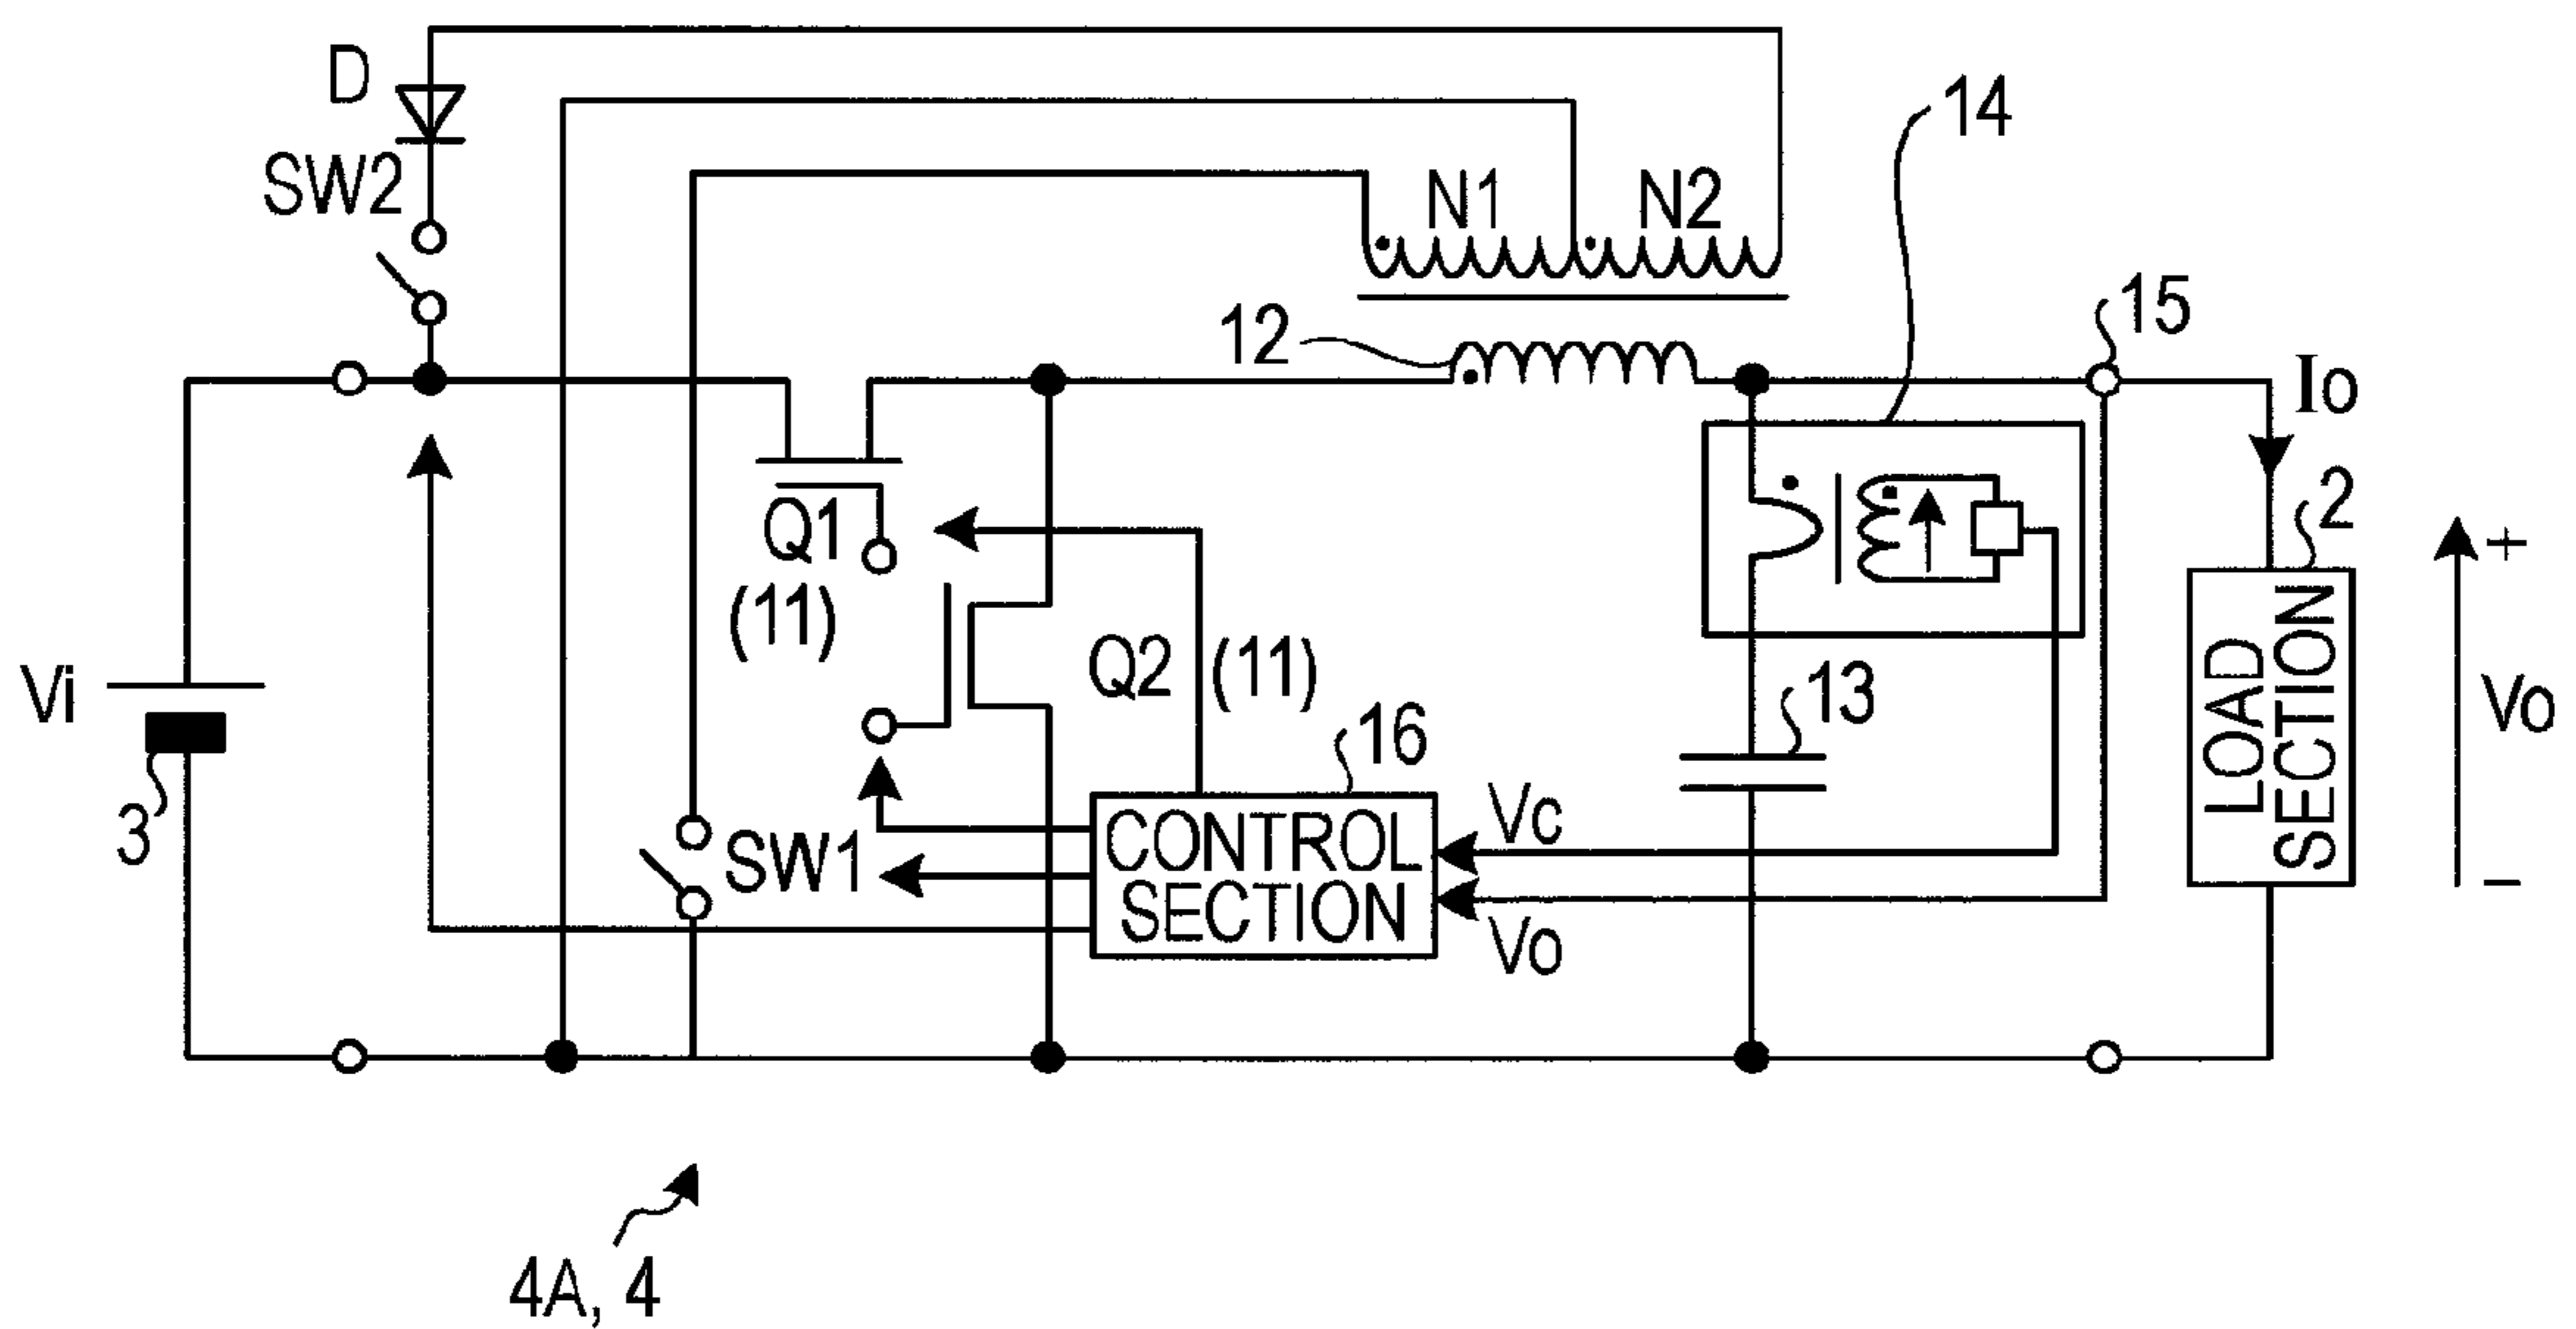 D
14
SW2
N1
N2
12
15
Io
Q1
(11)
2
+
Q2
(11)
Vi
13
LOAD
SECTION
Vo
16
3
SW1
CONTROL
SECTION
Vc
Vo
−
4A, 4